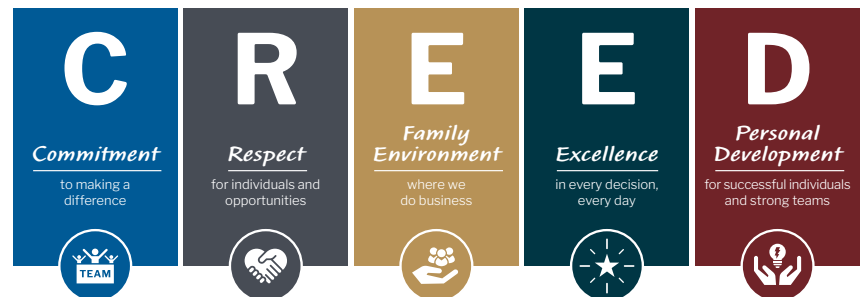 C
Commitment
to making a
difference
TEAM
R
Respect
for individuals and
opportunities
E
Family
Environment
where we
do business
E
Excellence
in every decision,
every day
D
Personal
Development
for successful individuals
and strong teams